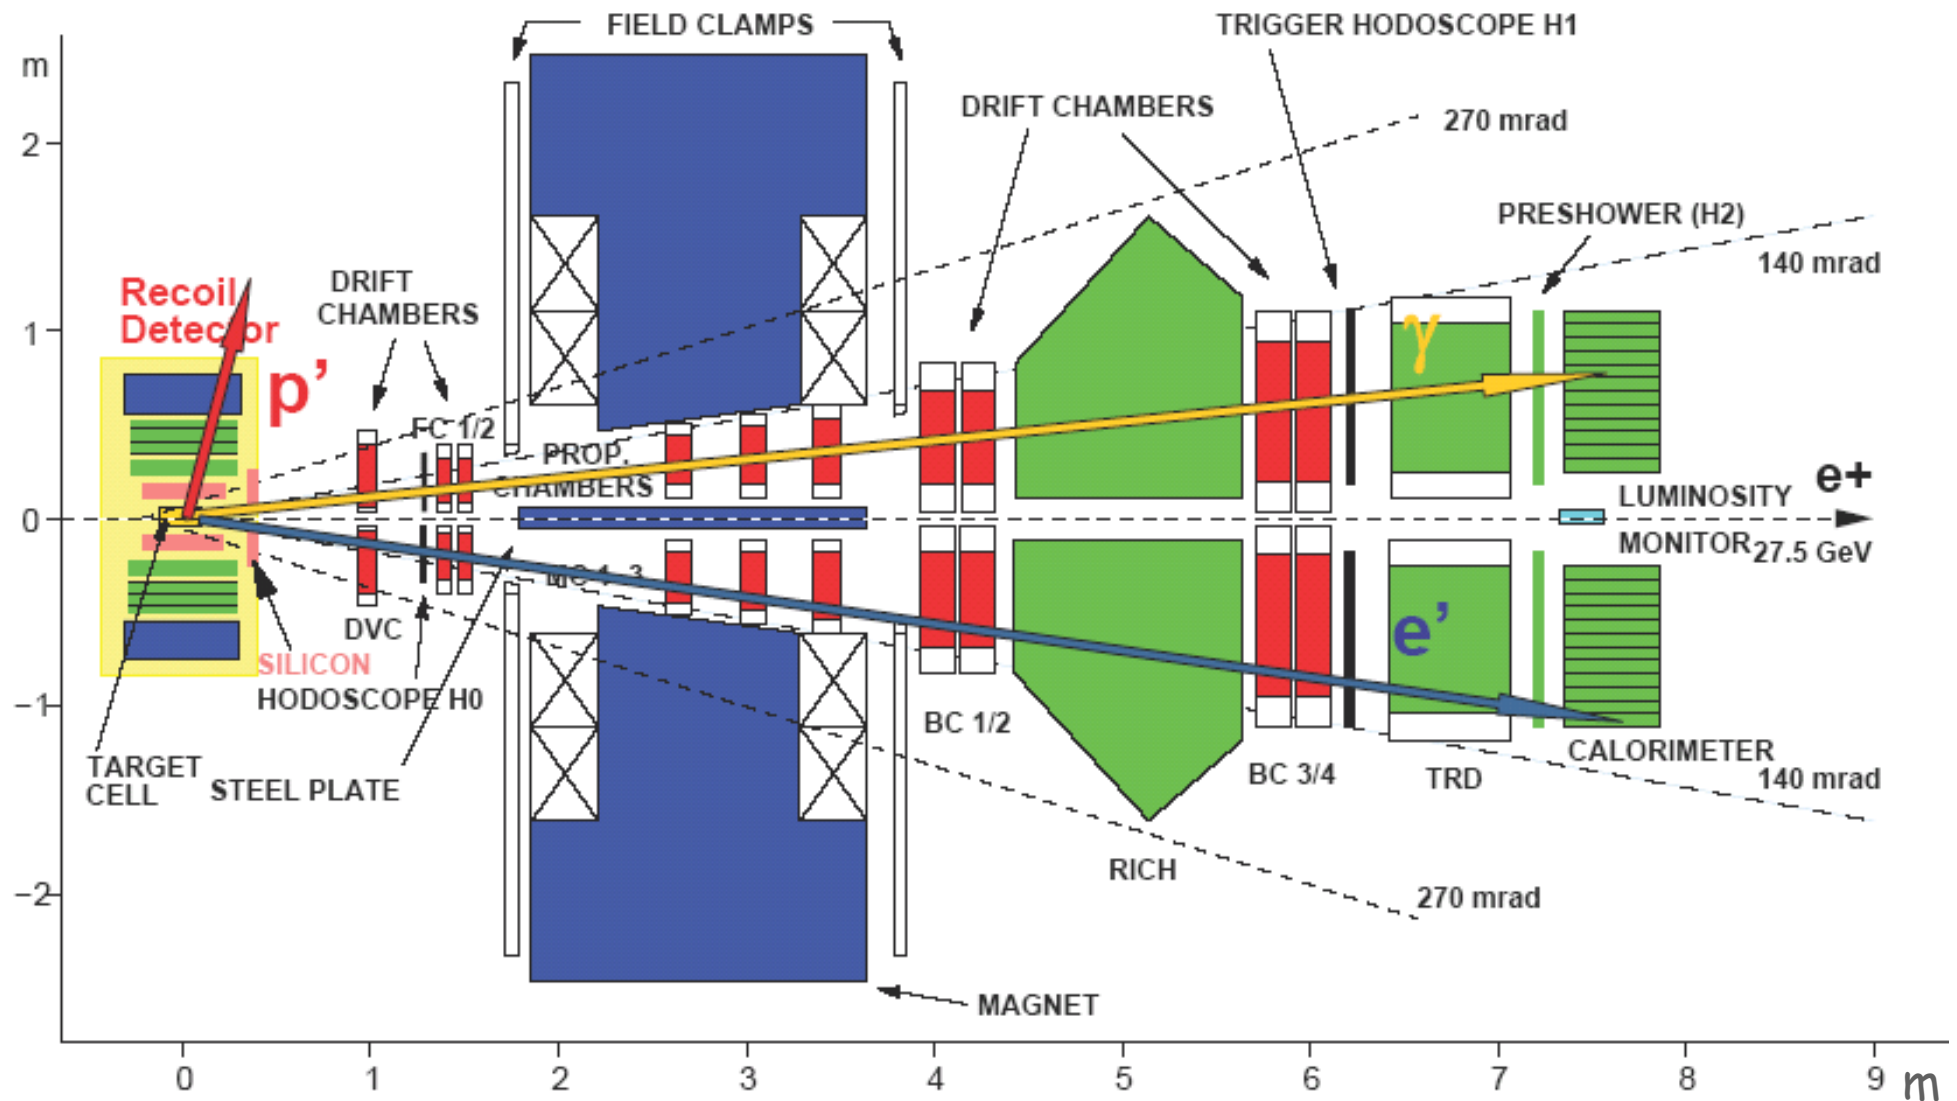 FIELD CLAMPS
TRIGGER HODOSCOPE H1
m
DRIFT CHAMBERS
270 mrad
2
PRESHOWER (H2)
140 mrad
Recoil
Detector
DRIFT
CHAMBERS
1
γ
p’
FC 1/2
PROP.
CHAMBERS
e+
LUMINOSITY
0
MONITOR
27.5 GeV
MC 1-3
DVC
e’
SILICON
HODOSCOPE H0
−1
BC 1/2
TARGET
CELL
STEEL PLATE
BC 3/4
TRD
CALORIMETER
140 mrad
RICH
−2
270 mrad
MAGNET
0 1 2 3 4 5 6 7 8 9 m